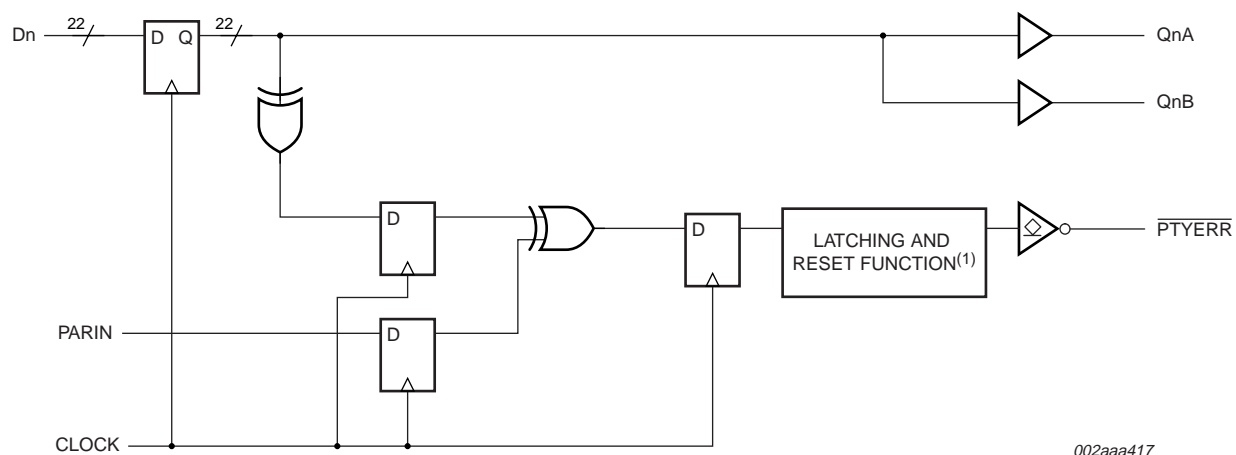 22
22
Dn
D Q
QnA
QnB
D
D
LATCHING AND
RESET FUNCTION(1)
PTYERR
PARIN
D
CLOCK
002aaa417